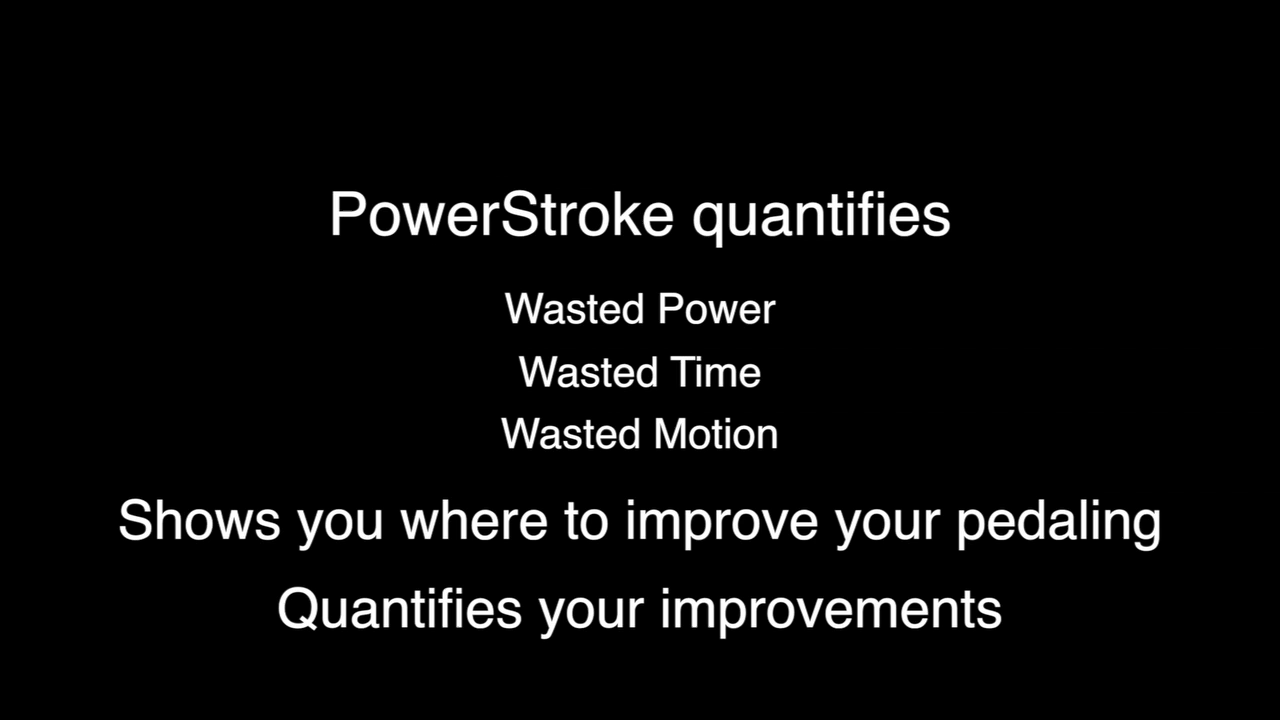 PowerStroke quantifies
Wasted Power
Wasted Time
Wasted Motion
Shows you where to improve your pedaling
Quantifies your improvements